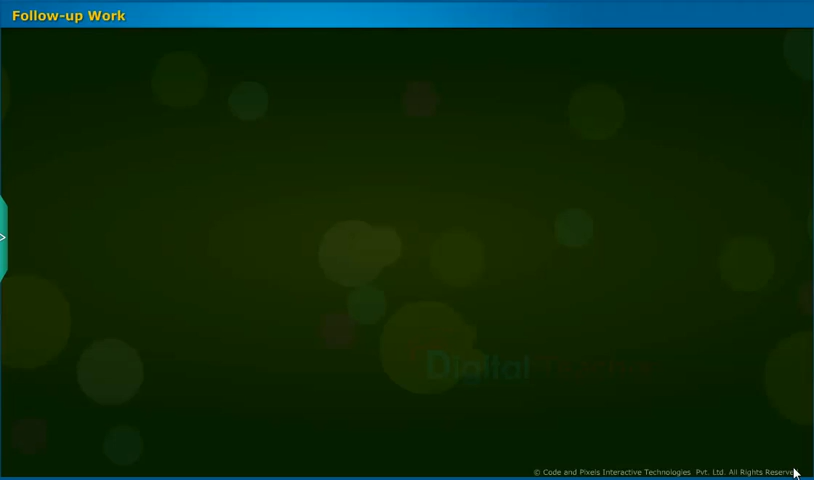 Follow-up Work
Digital
© Code and Pixels Interactive Technologies Pvt. Ltd. All Rights Reserved